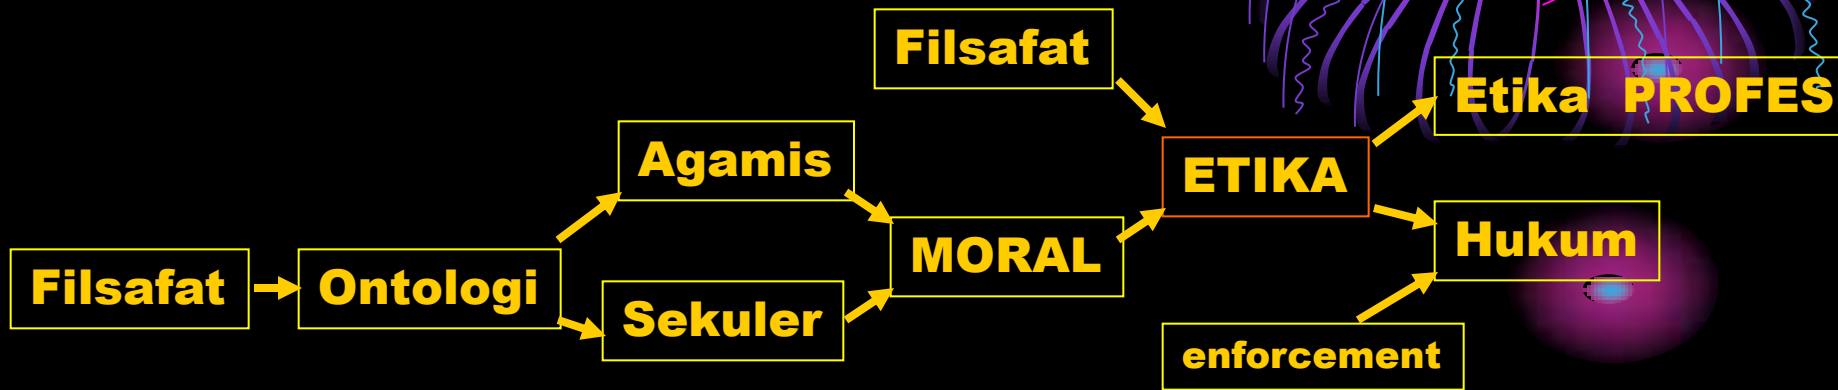 Filsafat
Etika PROFES
Agamis
ETIKA
MORAL
Hukum
Filsafat
Ontologi
Sekuler
enforcement